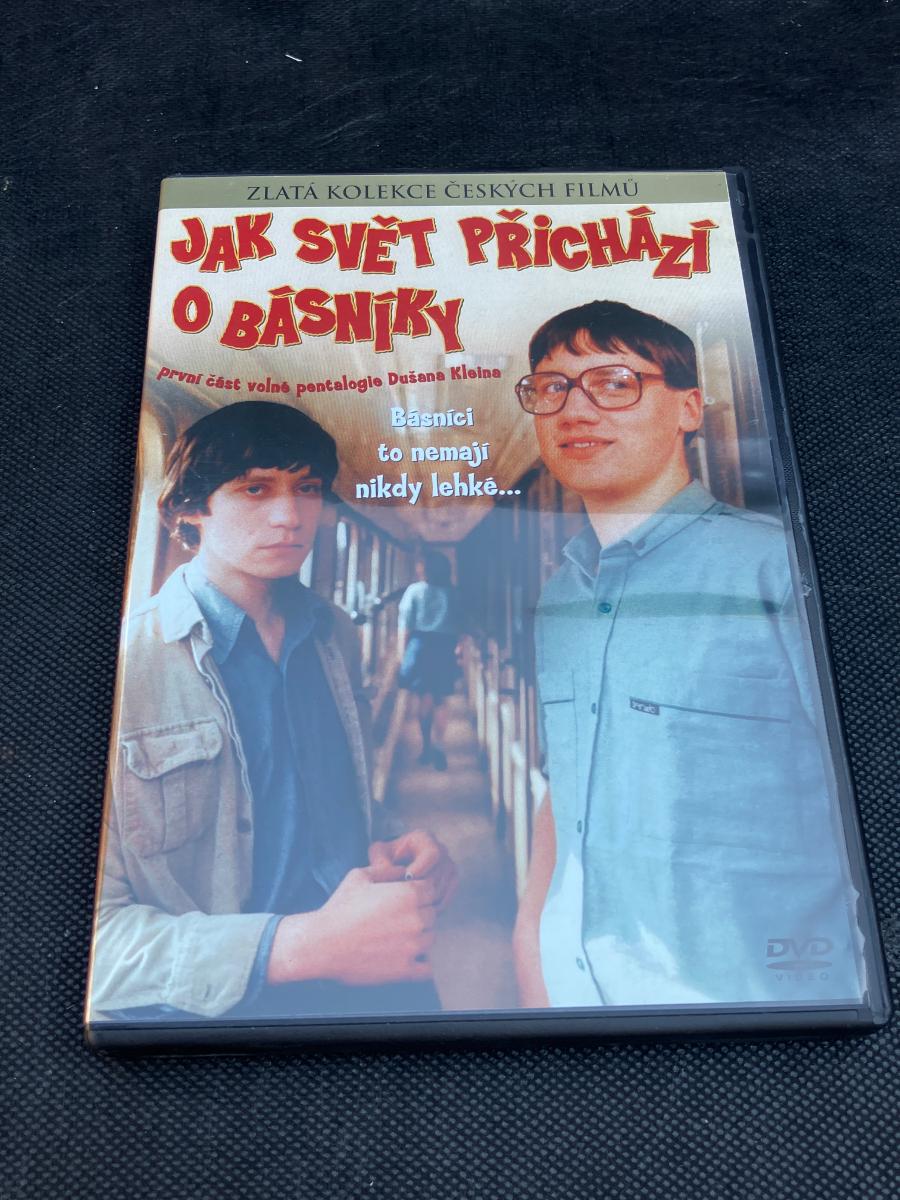 ZLATÁ KOLEKCE ČESKÝCH FILMŮ
JAK SVĚT PŘICHÁZÍ
O BÁSNÍKY
první část volné pentalogie Dušana Kleina
Básníci
to nemají
nikdy lehké...
DVD
VIDEO